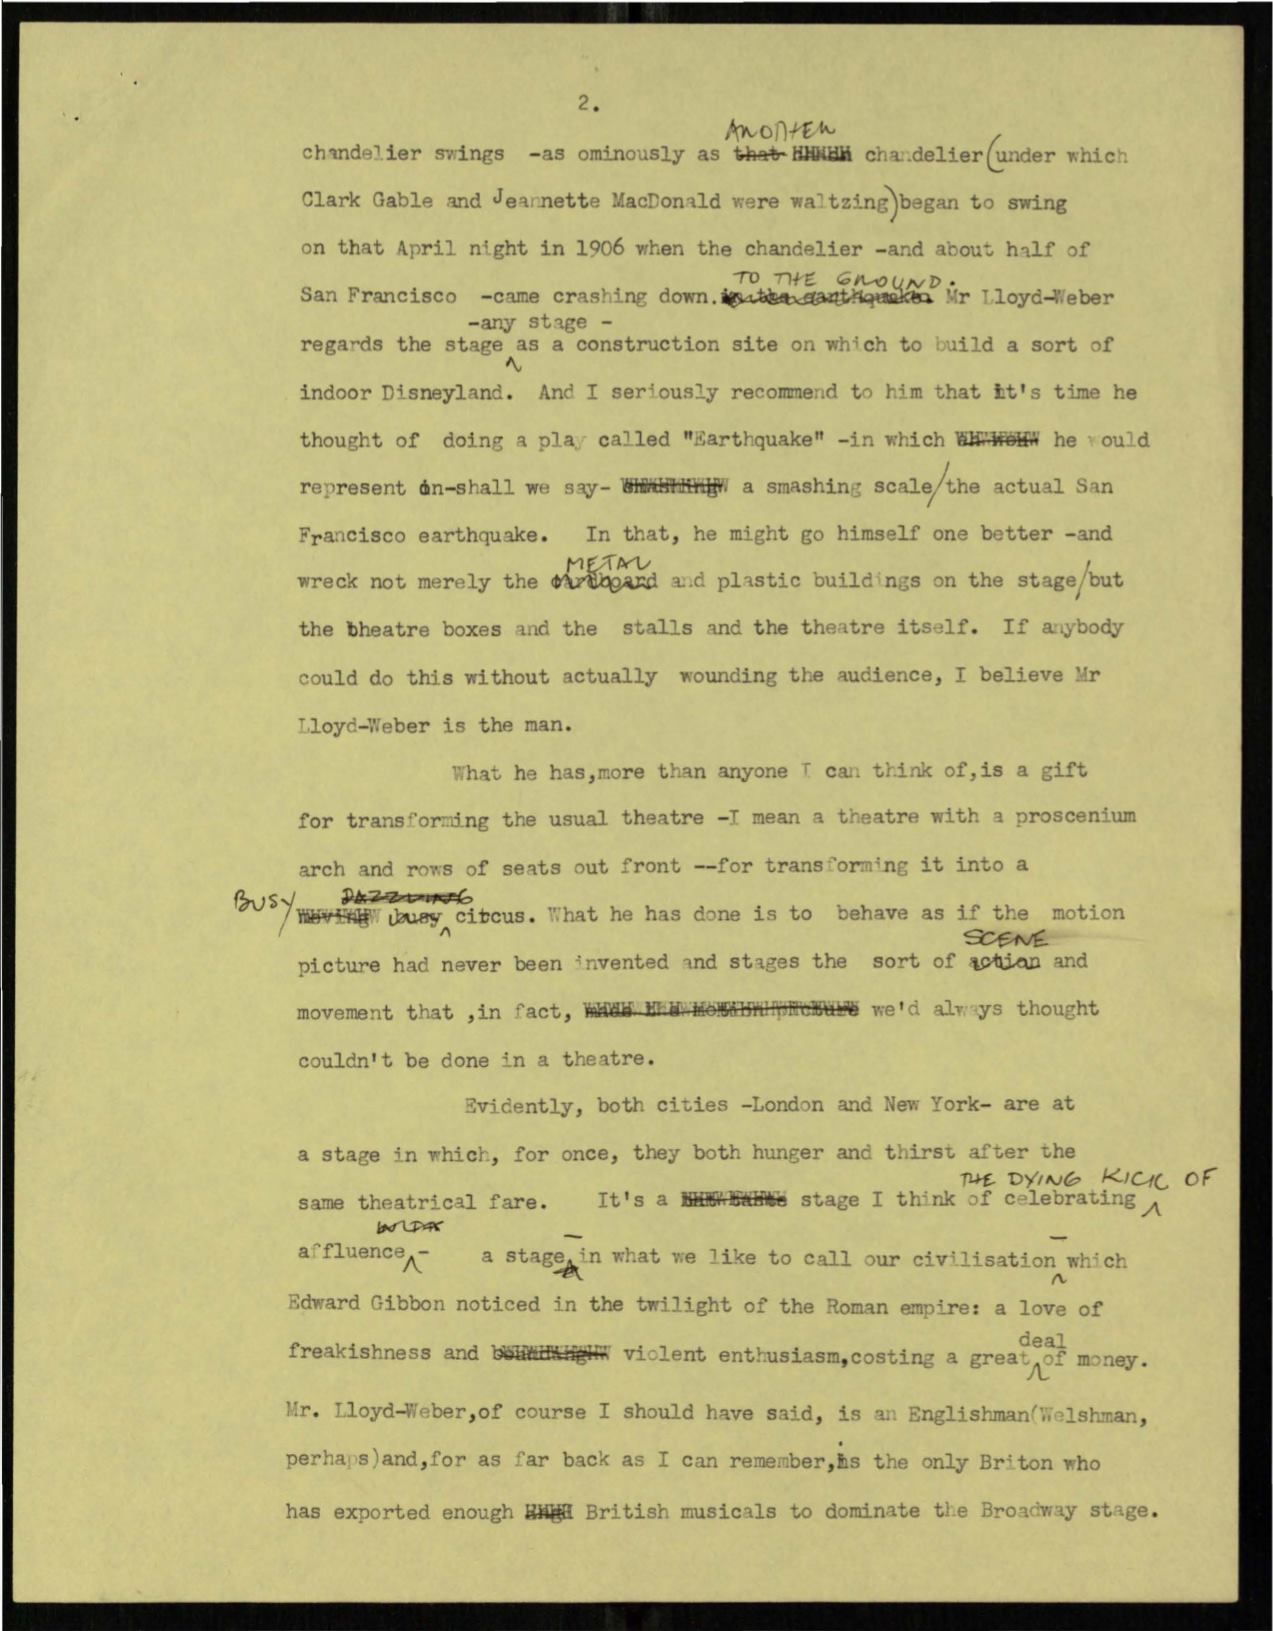 2.
ANOTHER
chandelier swings -as ominously as that chandelier (under which
Clark Gable and Jeannette MacDonald were waltzing) began to swing
on that April night in 1906 when the chandelier -and about half of
TO THE GROUND.
San Francisco -came crashing down. in the earthquake. Mr Lloyd-Weber
-any stage -
regards the stage as a construction site on which to build a sort of
indoor Disneyland. And I seriously recommend to him that it's time he
thought of doing a play called "Earthquake" -in which he would
represent on-shall we say- a smashing scale/the actual San
Francisco earthquake. In that, he might go himself one better -and
METAL
wreck not merely the cardboard and plastic buildings on the stage/but
the theatre boxes and the stalls and the theatre itself. If anybody
could do this without actually wounding the audience, I believe Mr
Lloyd-Weber is the man.
What he has,more than anyone I can think of,is a gift
for transforming the usual theatre -I mean a theatre with a proscenium
arch and rows of seats out front --for transforming it into a
BUSY/ DAZZLING
moving busy circus. What he has done is to behave as if the motion
SCENE
picture had never been invented and stages the sort of action and
movement that ,in fact, made the motion picture we'd always thought
couldn't be done in a theatre.
Evidently, both cities -London and New York- are at
a stage in which, for once, they both hunger and thirst after the
THE DYING KICK OF
same theatrical fare. It's a stage I think of celebrating
affluence - a stage - in what we like to call our civilisation - which
Edward Gibbon noticed in the twilight of the Roman empire: a love of
deal
freakishness and violent enthusiasm,costing a great of money.
Mr. Lloyd-Weber,of course I should have said, is an Englishman(Welshman,
perhaps)and,for as far back as I can remember,is the only Briton who
has exported enough British musicals to dominate the Broadway stage.